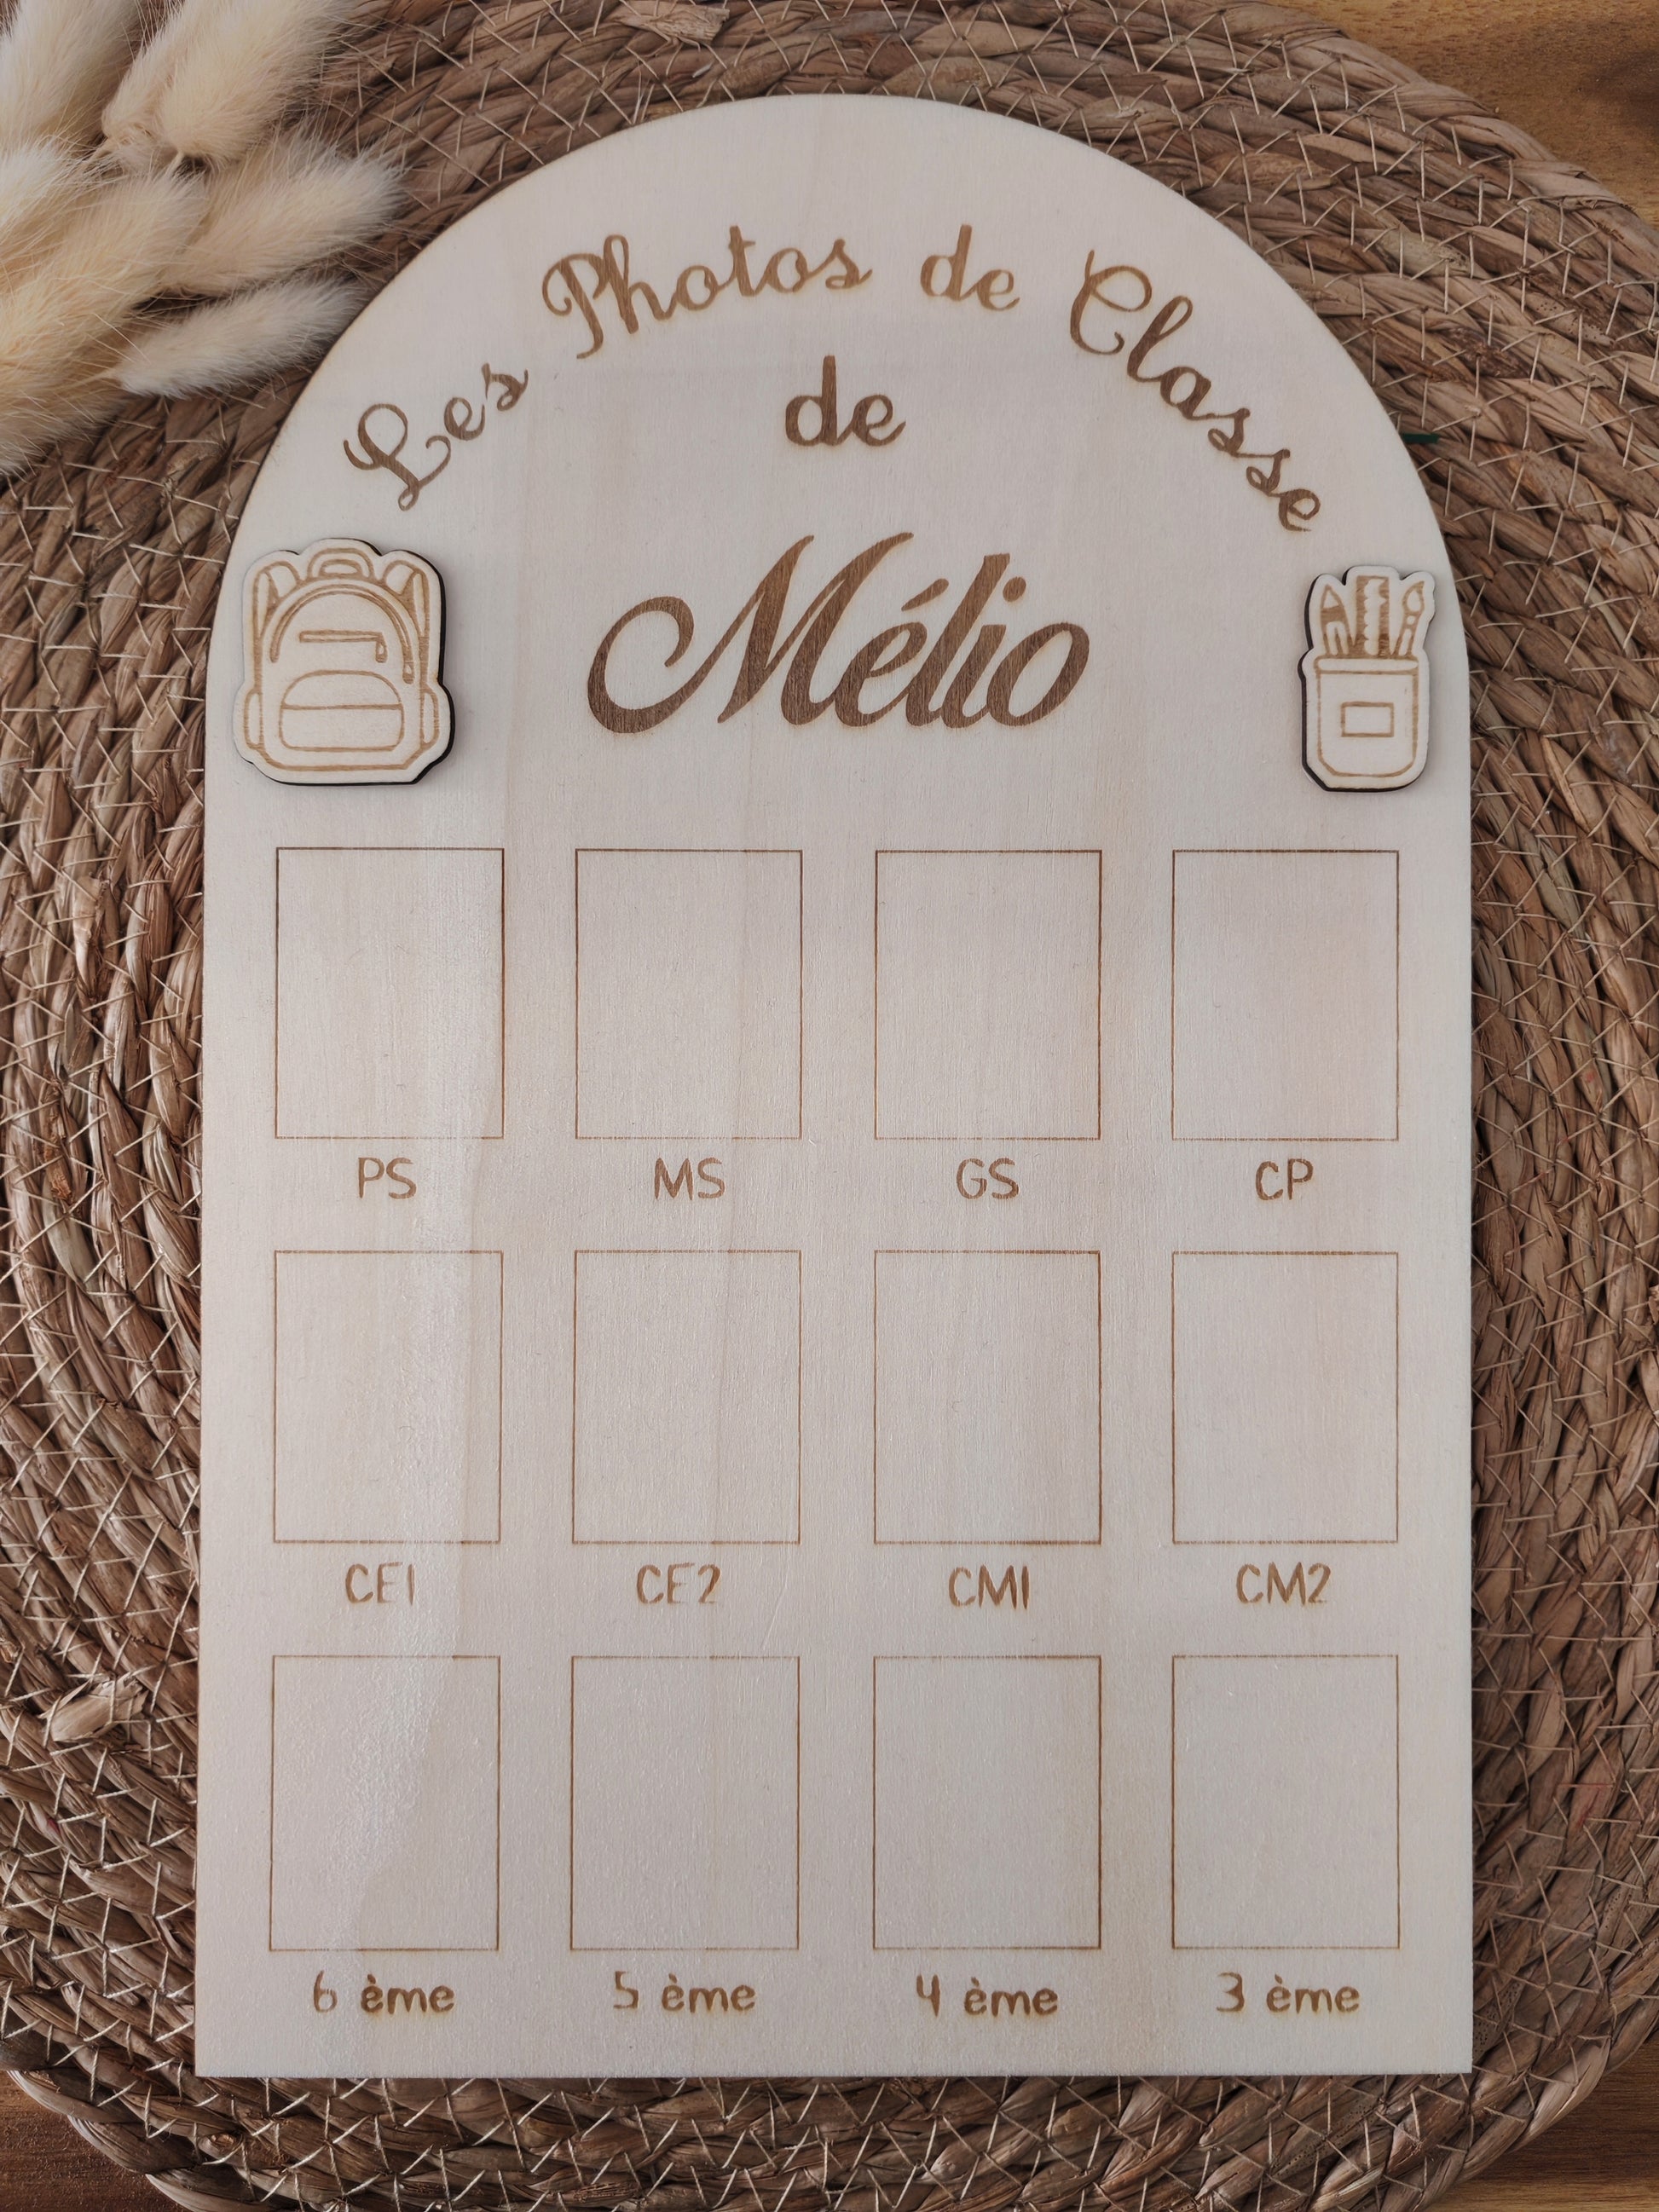 Les Photos de Classe
de
Mélio
PS MS GS CP
CE1 CE2 CM1 CM2
6 ème 5 ème 4 ème 3 ème